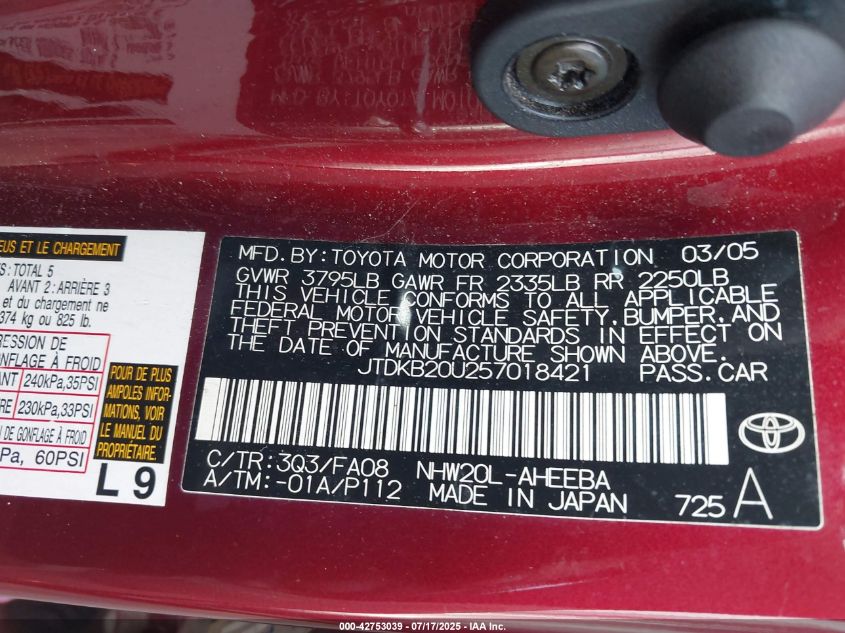 EUS ET LE CHARGEMENT
S: TOTAL 5
AVANT 2: ARRIÈRE 3
et du chargement ne
374 kg ou 825 lb.
RESSION DE
GONFLAGE À FROID
ANT 240kPa,35PSI
RE 230kPa,33PSI
DE GONFLAGE À FROID
Pa, 60PSI
POUR DE PLUS
AMPOLES INFOR-
MATIONS, VOIR
LE MANUEL DU
PROPRIÉTAIRE.
L 9
MFD.BY:TOYOTA MOTOR CORPORATION 03/05
GVWR 3795LB GAWR FR 2335LB RR 2250LB
THIS VEHICLE CONFORMS TO ALL APPLICABLE
FEDERAL MOTOR VEHICLE SAFETY,BUMPER,AND
THEFT PREVENTION STANDARDS IN EFFECT ON
THE DATE OF MANUFACTURE SHOWN ABOVE.
JTDKB20U257018421 PASS.CAR
C/TR:3Q3/FA08 NHW20L-AHEEBA
A/TM:-01A/P112 MADE IN JAPAN 725 A
TOYOTA
000-42753039 - 07/17/2025 - IAA Inc.